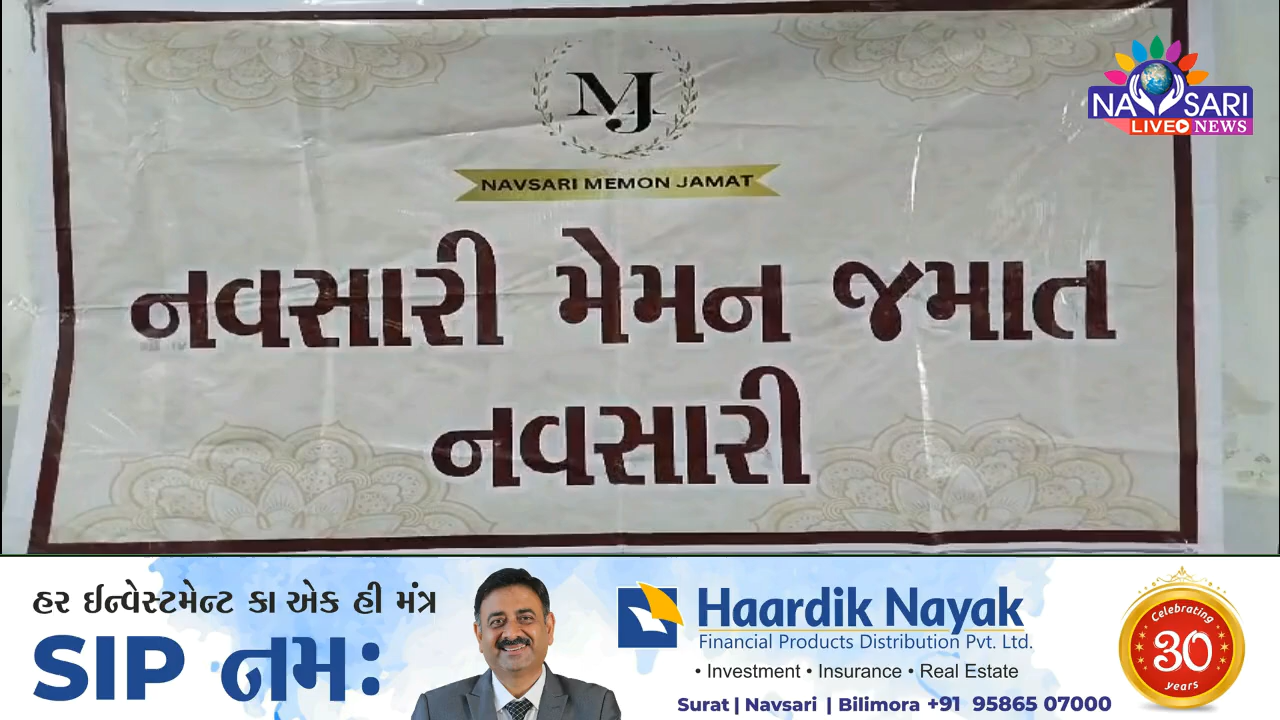 NMJ
NAVSARI MEMON JAMAT
નવસારી મેમન જમાત
નવસારી
NAVSARI
LIVE NEWS
હર ઈન્વેસ્ટમેન્ટ કા એક હી મંત્ર
SIP નમઃ
Haardik Nayak
Financial Products Distribution Pvt. Ltd.
• Investment • Insurance • Real Estate
Surat | Navsari | Bilimora +91 95865 07000
Celebrating
30
years